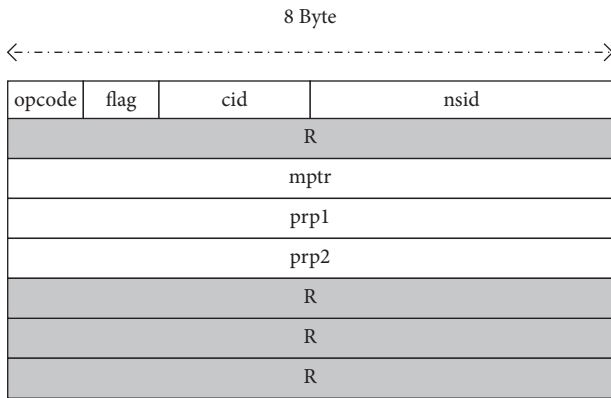 8 Byte
opcode flag cid nsid
R
mptr
prp1
prp2
R
R
R